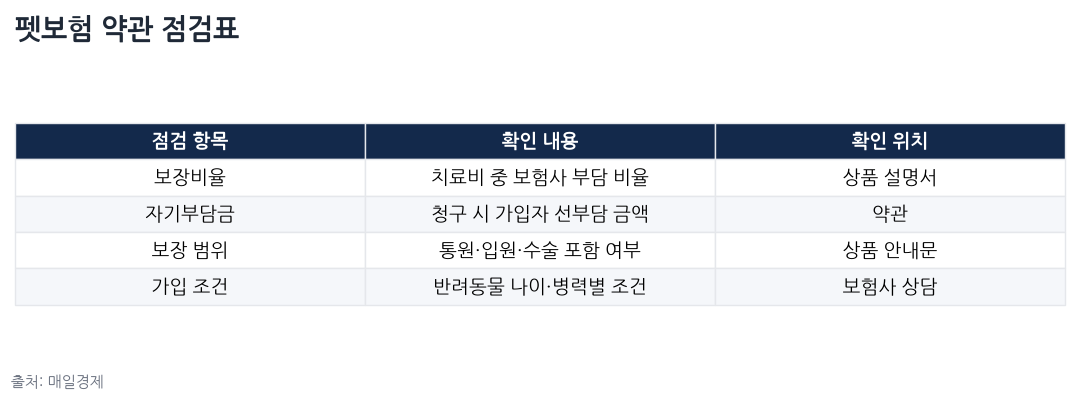 펫보험 약관 점검표
점검 항목 확인 내용 확인 위치
보장비율 치료비 중 보험사 부담 비율 상품 설명서
자기부담금 청구 시 가입자 선부담 금액 약관
보장 범위 통원·입원·수술 포함 여부 상품 안내문
가입 조건 반려동물 나이·병력별 조건 보험사 상담
출처: 매일경제